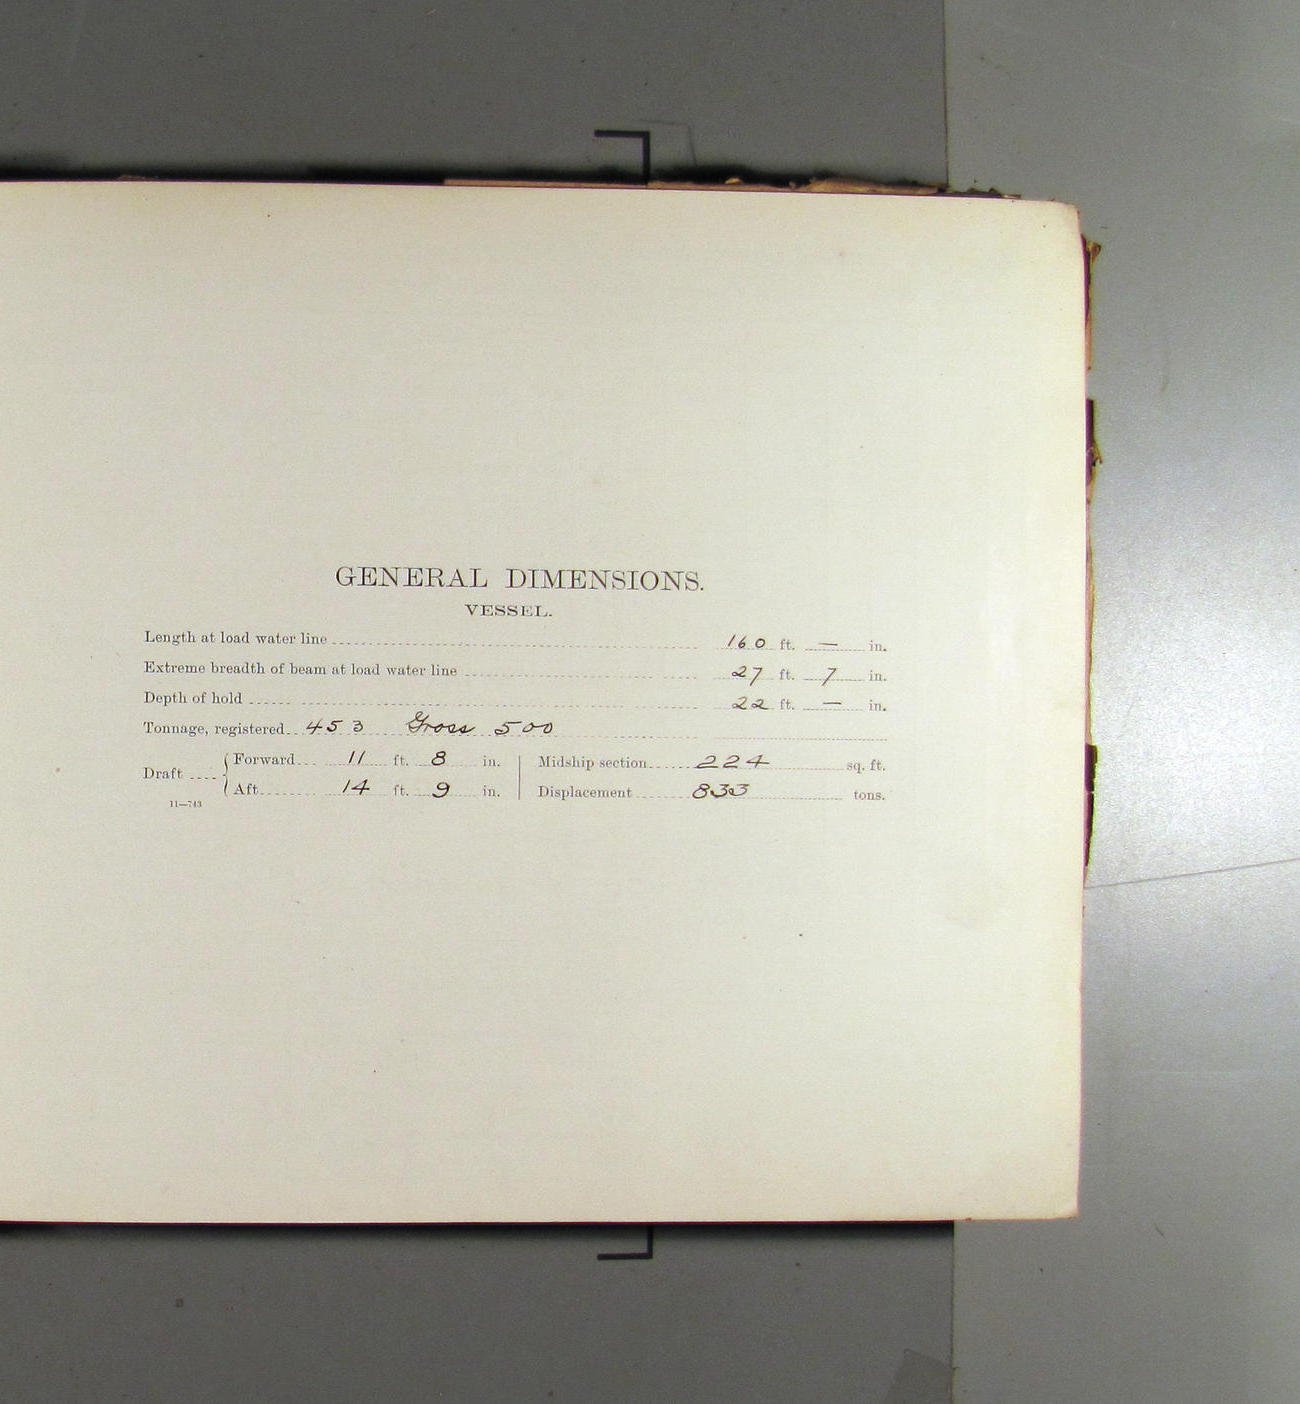 GENERAL DIMENSIONS.
VESSEL.
Length at load water line 160 ft. — in.
Extreme breadth of beam at load water line 27 ft. 7 in.
Depth of hold 22 ft. — in.
Tonnage, registered 453 Gross 500
Draft Forward 11 ft. 8 in. Midship section 224 sq. ft.
Aft 14 ft. 9 in. Displacement 833 tons.
11—743